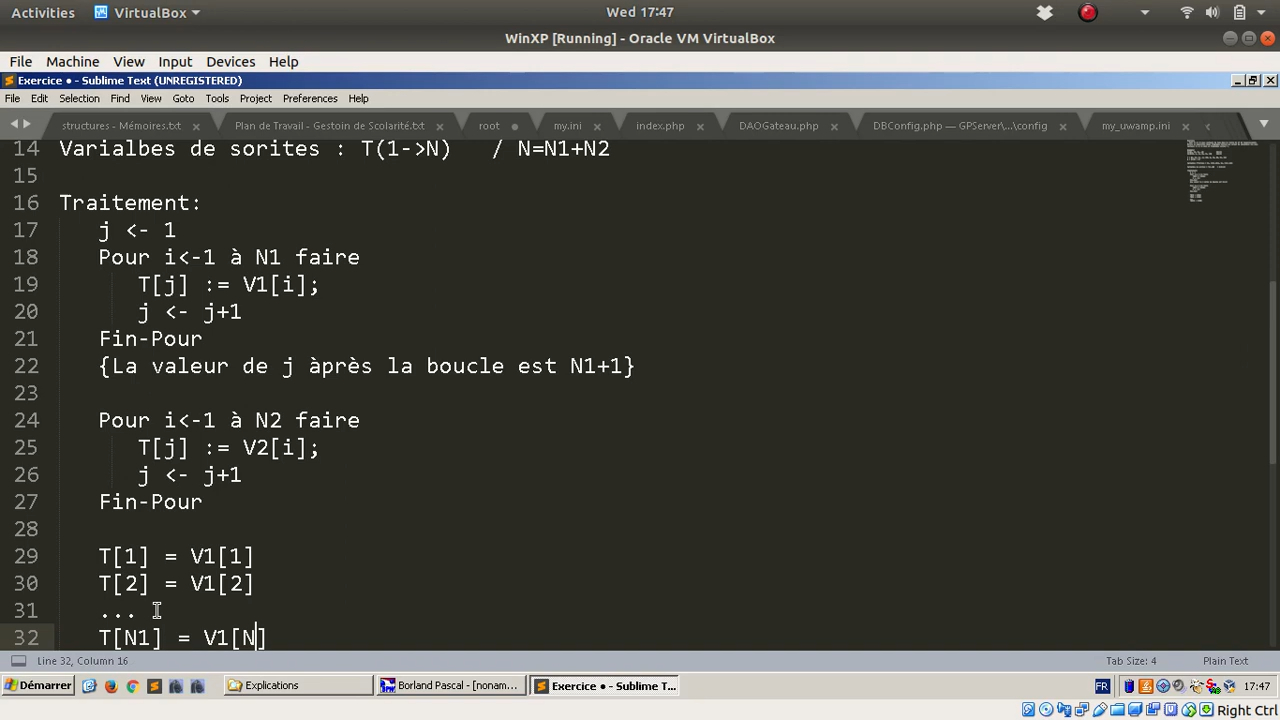 Activities VirtualBox Wed 17:47
WinXP [Running] - Oracle VM VirtualBox
File Machine View Input Devices Help
Exercice • - Sublime Text (UNREGISTERED)
File Edit Selection Find View Goto Tools Project Preferences Help
structures - Mémoires.txt Plan de Travail - Gestoin de Scolarité.txt root my.ini index.php DAOGateau.php DBConfig.php — GPServer\...\config my_uwamp.ini
14 Varialbes de sorites : T(1->N) / N=N1+N2
15
16 Traitement:
17 j <- 1
18 Pour i<-1 à N1 faire
19 T[j] := V1[i];
20 j <- j+1
21 Fin-Pour
22 {La valeur de j àprès la boucle est N1+1}
23
24 Pour i<-1 à N2 faire
25 T[j] := V2[i];
26 j <- j+1
27 Fin-Pour
28
29 T[1] = V1[1]
30 T[2] = V1[2]
31 ...
32 T[N1] = V1[N]
Line 32, Column 16 Tab Size: 4 Plain Text
Démarrer Explications Borland Pascal - [nonam... Exercice • - Sublime T... FR 17:47
Right Ctrl